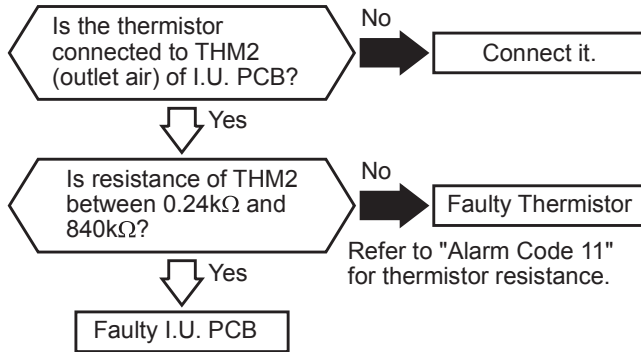 Is the thermistor
connected to THM2
(outlet air) of I.U. PCB?
No
Connect it.
Yes
Is resistance of THM2
between 0.24kΩ and
840kΩ?
No
Faulty Thermistor
Refer to "Alarm Code 11"
for thermistor resistance.
Yes
Faulty I.U. PCB